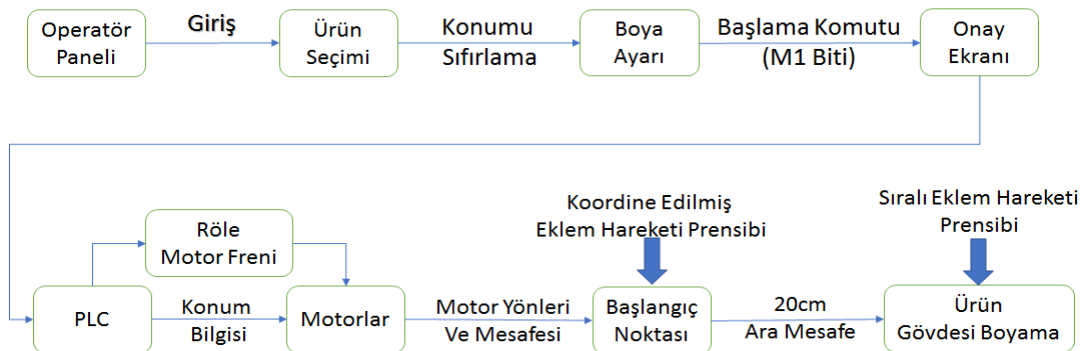 Operatör
Paneli
Giriş
Ürün
Seçimi
Konumu
Sıfırlama
Boya
Ayarı
Başlama Komutu
(M1 Biti)
Onay
Ekranı
Koordine Edilmiş
Eklem Hareketi Prensibi
Sıralı Eklem Hareketi
Prensibi
Röle
Motor Freni
PLC
Konum
Bilgisi
Motorlar
Motor Yönleri
Ve Mesafesi
Başlangıç
Noktası
20cm
Ara Mesafe
Ürün
Gövdesi Boyama